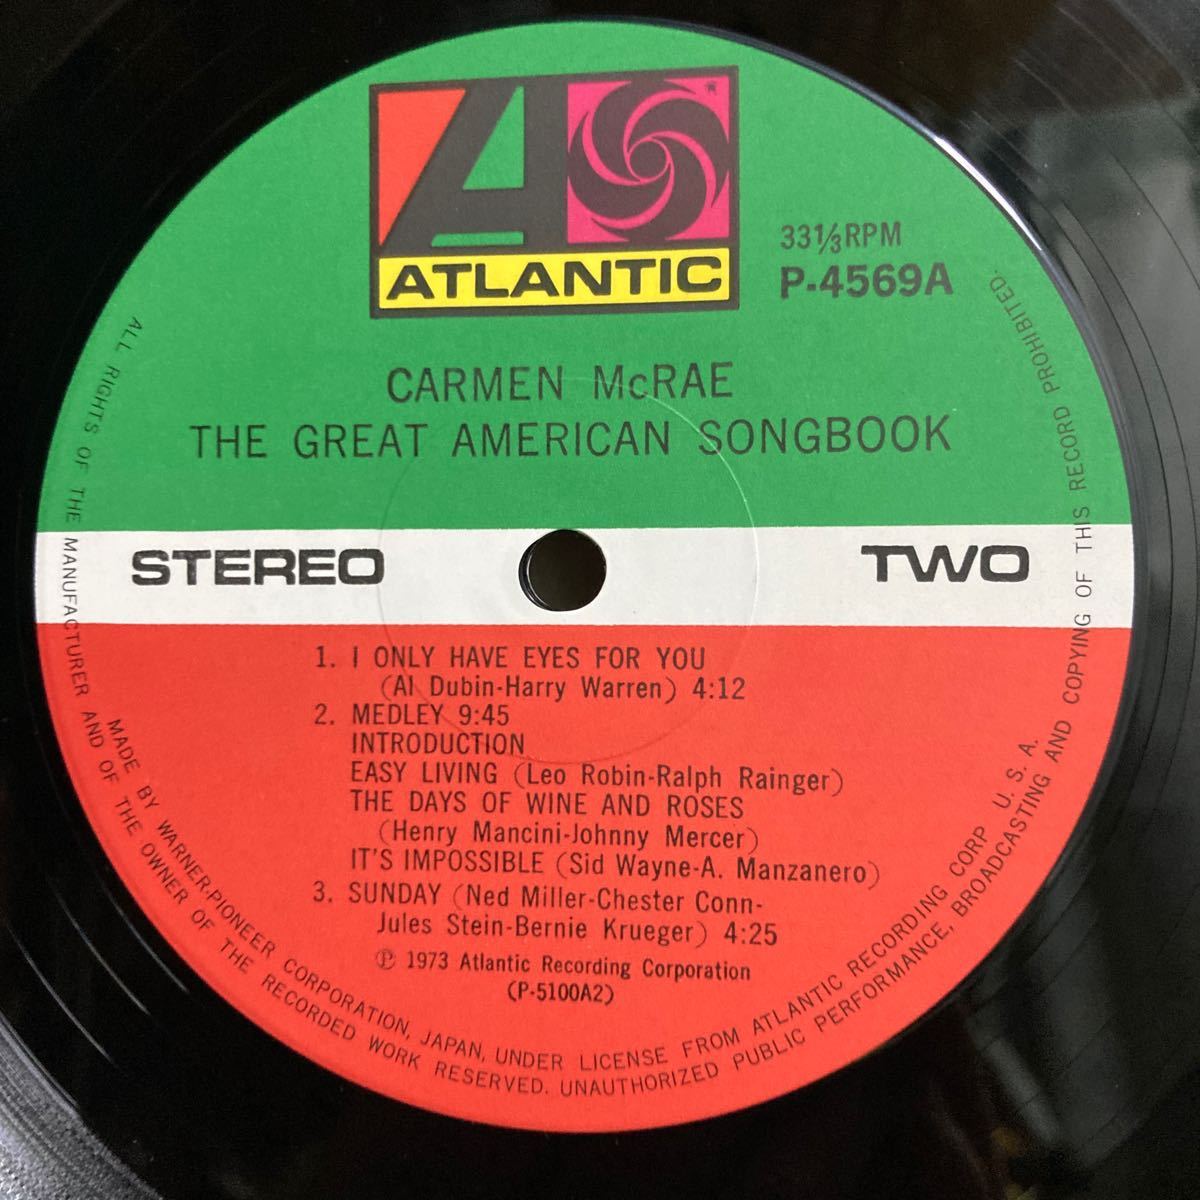 ATLANTIC
33⅓ RPM
P-4569A
CARMEN McRAE
THE GREAT AMERICAN SONGBOOK
STEREO
TWO
1. I ONLY HAVE EYES FOR YOU
(Al Dubin-Harry Warren) 4:12
2. MEDLEY 9:45
INTRODUCTION
EASY LIVING (Leo Robin-Ralph Rainger)
THE DAYS OF WINE AND ROSES
(Henry Mancini-Johnny Mercer)
IT'S IMPOSSIBLE (Sid Wayne-A. Manzanero)
3. SUNDAY (Ned Miller-Chester Conn-
Jules Stein-Bernie Krueger) 4:25
℗ 1973 Atlantic Recording Corporation
(P-5100A2)
MADE BY WARNER-PIONEER CORPORATION, JAPAN, UNDER LICENSE FROM ATLANTIC RECORDING CORP U. S. A.
ALL RIGHTS OF THE MANUFACTURER AND OF THE OWNER OF THE RECORDED WORK RESERVED. UNAUTHORIZED PUBLIC PERFORMANCE, BROADCASTING AND COPYING OF THIS RECORD PROHIBITED.